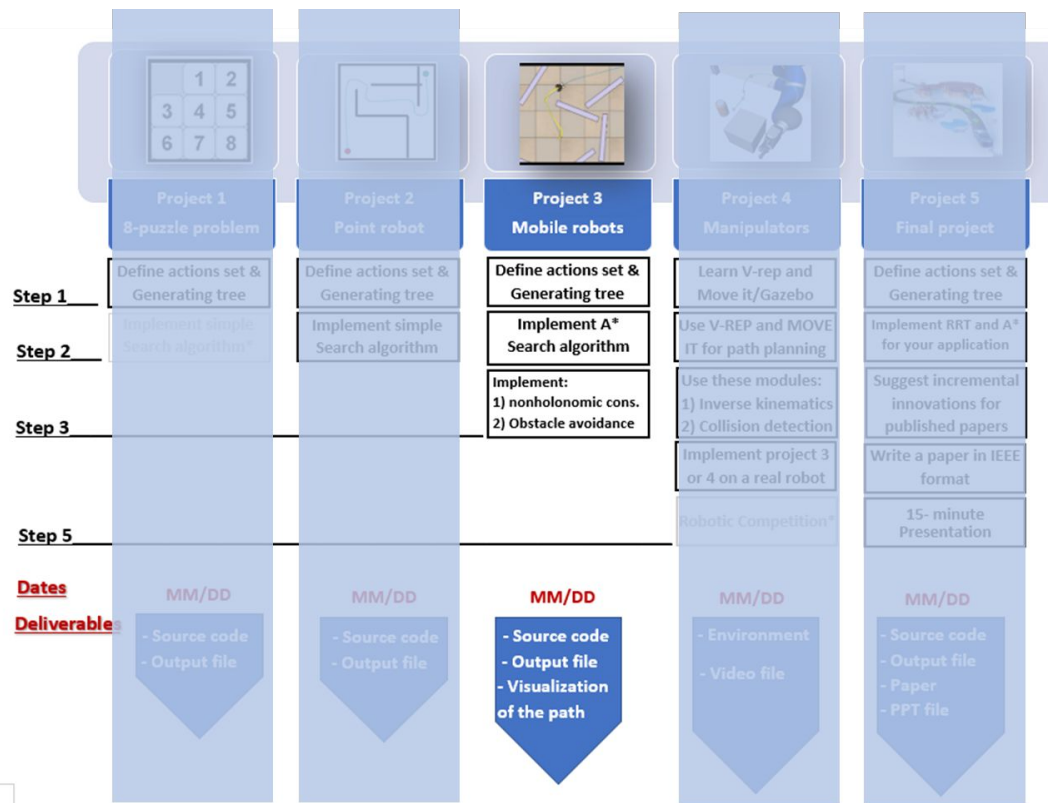 1 2
3 4 5
6 7 8
Project 1
8-puzzle problem
Project 2
Point robot
Project 3
Mobile robots
Project 4
Manipulators
Project 5
Final project
Step 1
Define actions set &
Generating tree
Define actions set &
Generating tree
Define actions set &
Generating tree
Learn V-rep and
Move it/Gazebo
Define actions set &
Generating tree
Step 2
Implement simple
Search algorithm*
Implement simple
Search algorithm
Implement A*
Search algorithm
Use V-REP and MOVE
IT for path planning
Implement RRT and A*
for your application
Step 3
Implement:
1) nonholonomic cons.
2) Obstacle avoidance
Use these modules:
1) Inverse kinematics
2) Collision detection
Suggest incremental
innovations for
published papers
Implement project 3
or 4 on a real robot
Write a paper in IEEE
format
Step 5
Robotic Competition*
15- minute
Presentation
Dates
MM/DD
MM/DD
MM/DD
MM/DD
MM/DD
Deliverables
- Source code
- Output file
- Source code
- Output file
- Source code
- Output file
- Visualization
of the path
- Environment
- Video file
- Source code
- Output file
- Paper
- PPT file